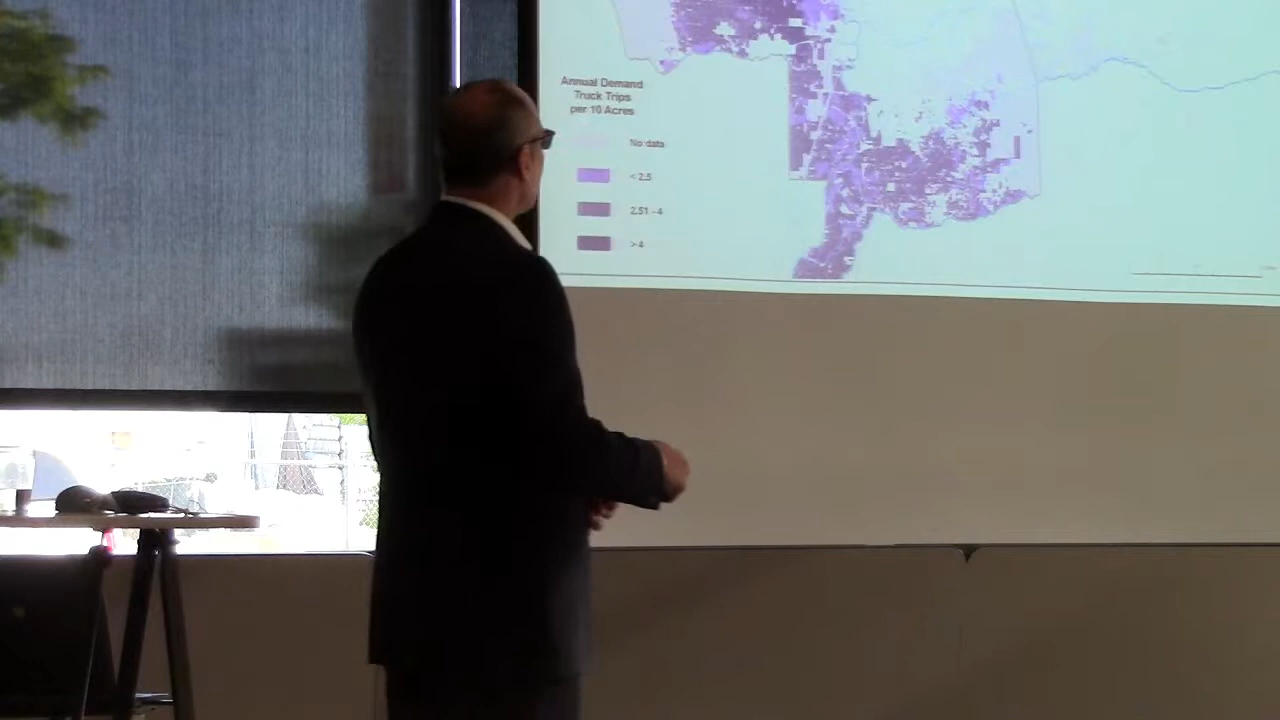 Annual Demand
Truck Trips
per 10 Acres
No data
< 2.5
2.51 - 4
> 4